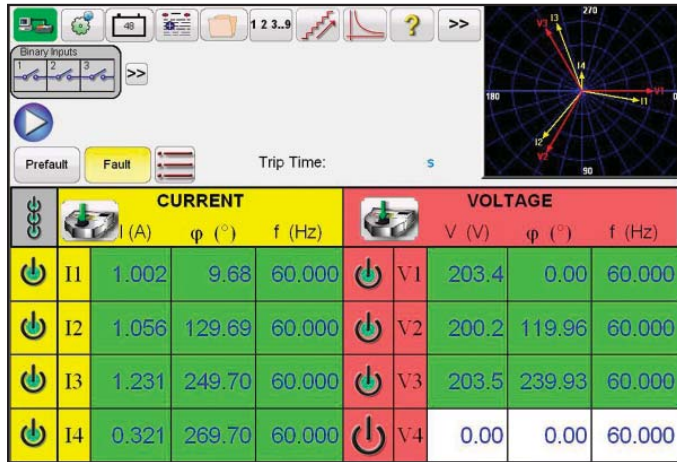 48
1 2 3..9
?
>>
Binary Inputs
1 2 3
>>
270
V3
I3
I4
180
V1
0
I1
I2
V2
90
Prefault
Fault
Trip Time:
s
CURRENT
VOLTAGE
I (A) φ (°) f (Hz)
V (V) φ (°) f (Hz)
I1 1.002 9.68 60.000 V1 203.4 0.00 60.000
I2 1.056 129.69 60.000 V2 200.2 119.96 60.000
I3 1.231 249.70 60.000 V3 203.5 239.93 60.000
I4 0.321 269.70 60.000 V4 0.00 0.00 60.000